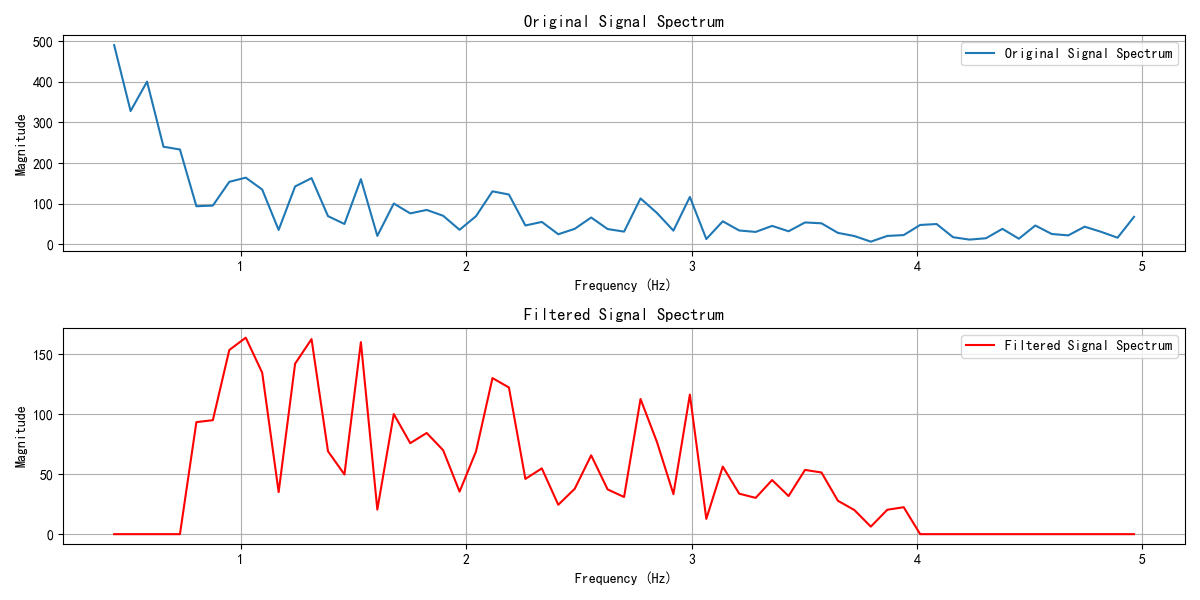 Original Signal Spectrum
500
400
300
200
100
0
Magnitude
Original Signal Spectrum
1
2
3
4
5
Frequency (Hz)
Filtered Signal Spectrum
150
100
50
0
Magnitude
Filtered Signal Spectrum
1
2
3
4
5
Frequency (Hz)